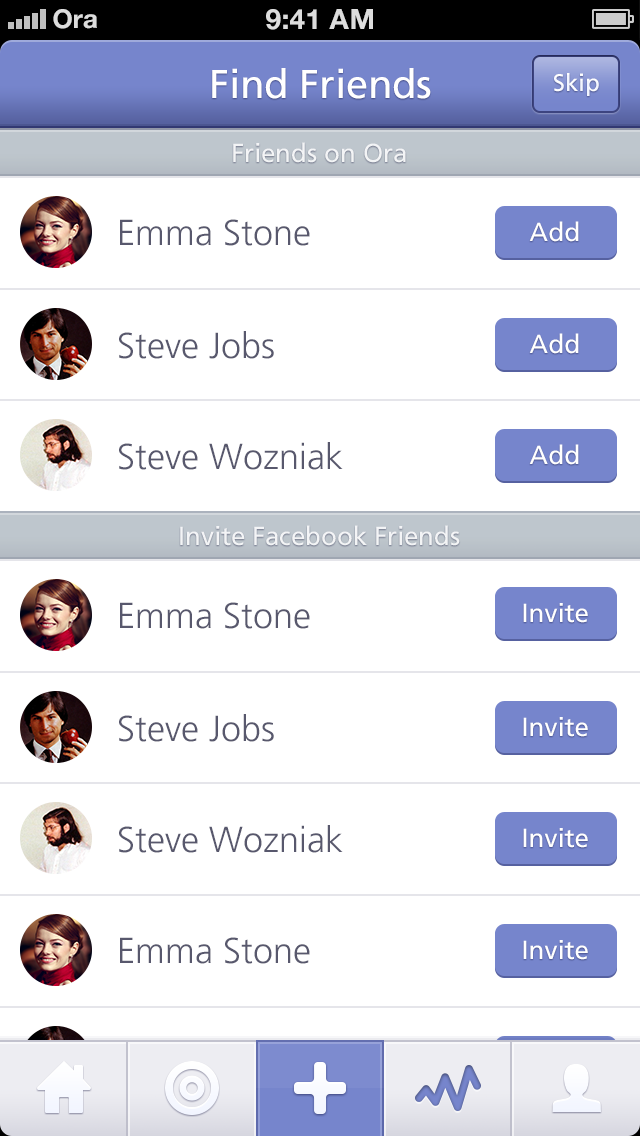 Ora 9:41 AM
Find Friends Skip
Friends on Ora
Emma Stone Add
Steve Jobs Add
Steve Wozniak Add
Invite Facebook Friends
Emma Stone Invite
Steve Jobs Invite
Steve Wozniak Invite
Emma Stone Invite